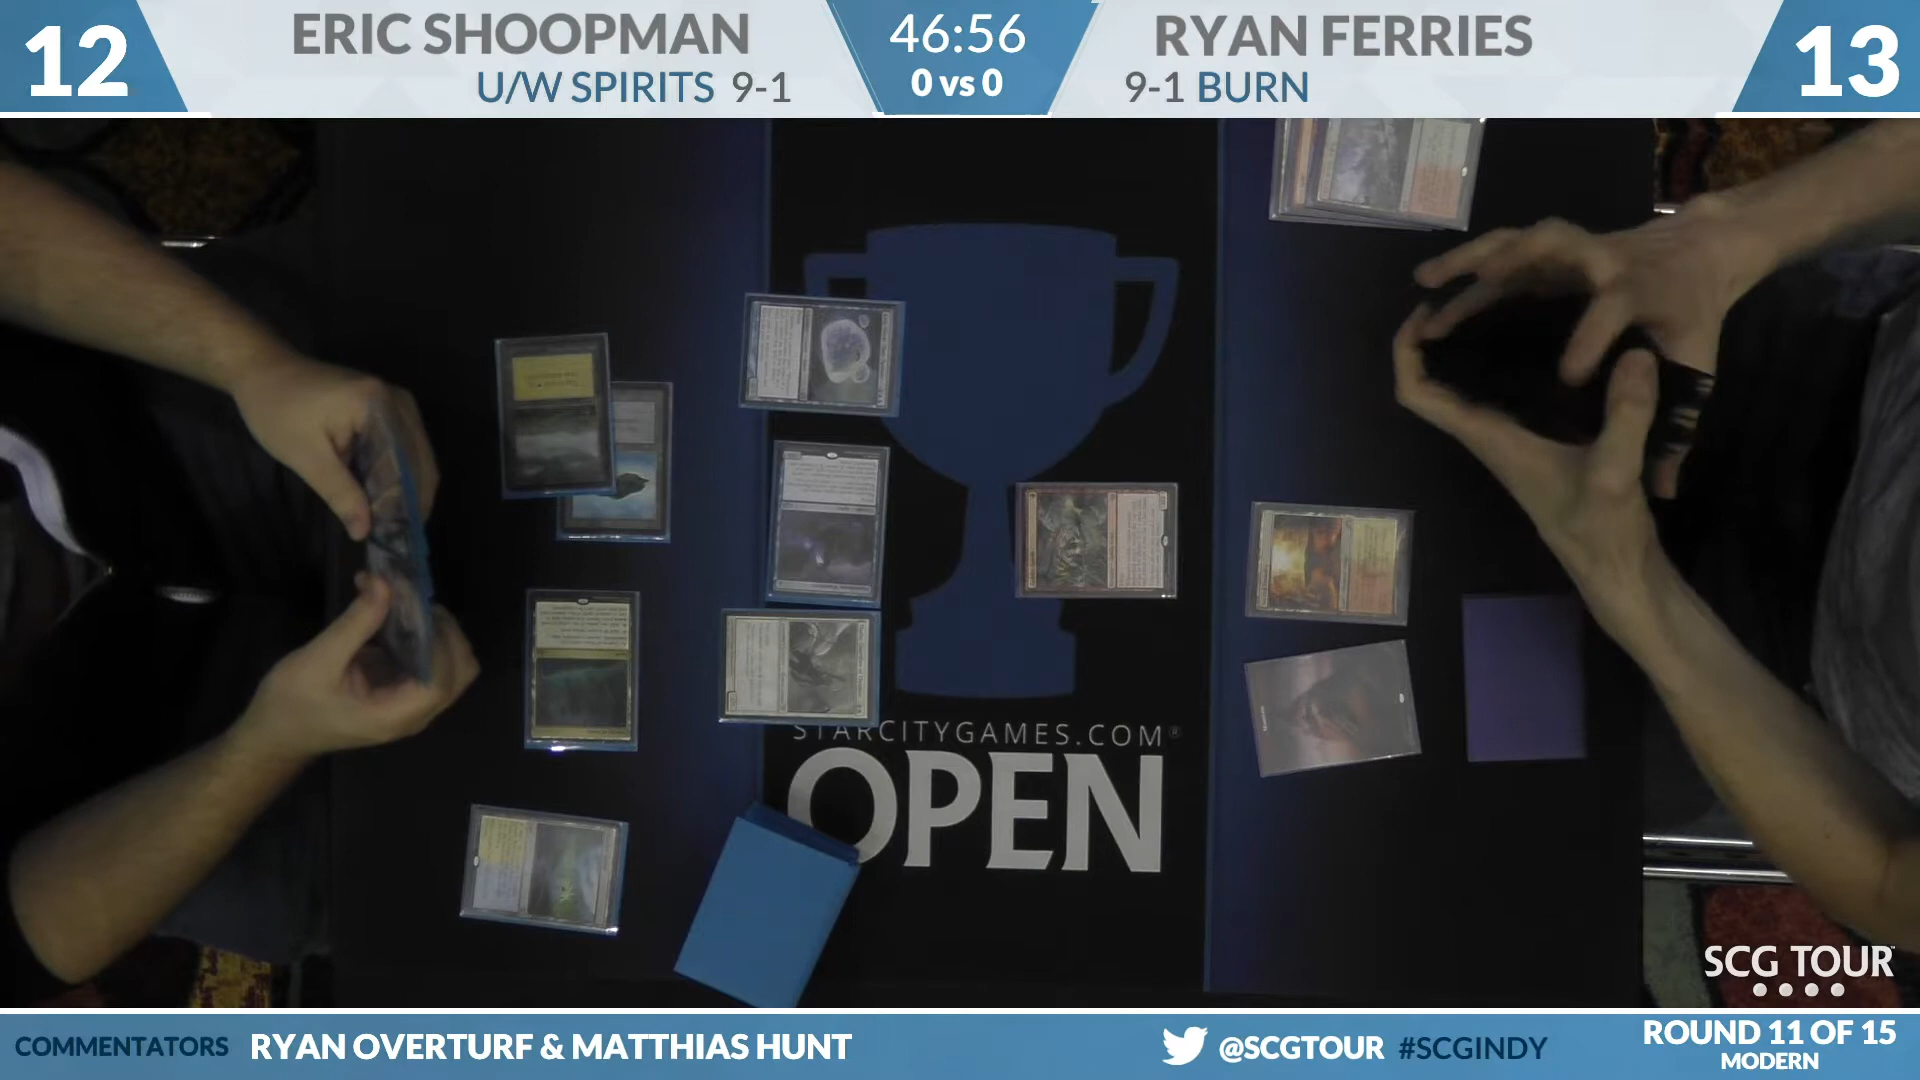 12
ERIC SHOOPMAN
U/W SPIRITS 9-1
46:56
0 vs 0
RYAN FERRIES
9-1 BURN
13
STARCITYGAMES.COM®
OPEN
SCG TOUR™
COMMENTATORS RYAN OVERTURF & MATTHIAS HUNT
@SCGTOUR #SCGINDY
ROUND 11 OF 15
MODERN